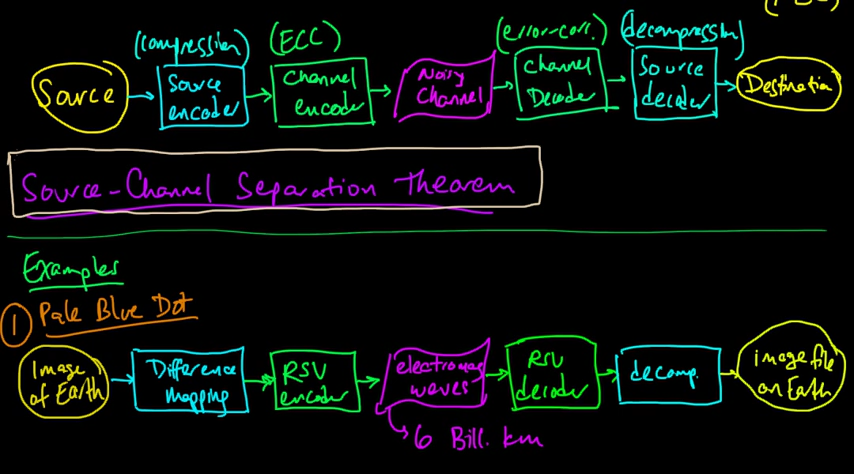 (compression) (ECC) (error-corr.) (decompression)
Source Source encoder Channel encoder Noisy Channel Channel Decoder Source decoder Destination
Source-Channel Separation Theorem
Examples
1 Pale Blue Dot
Image of Earth Difference mapping RSV encoder electromag waves RSV decoder decomp. image file on Earth
6 Bill. km